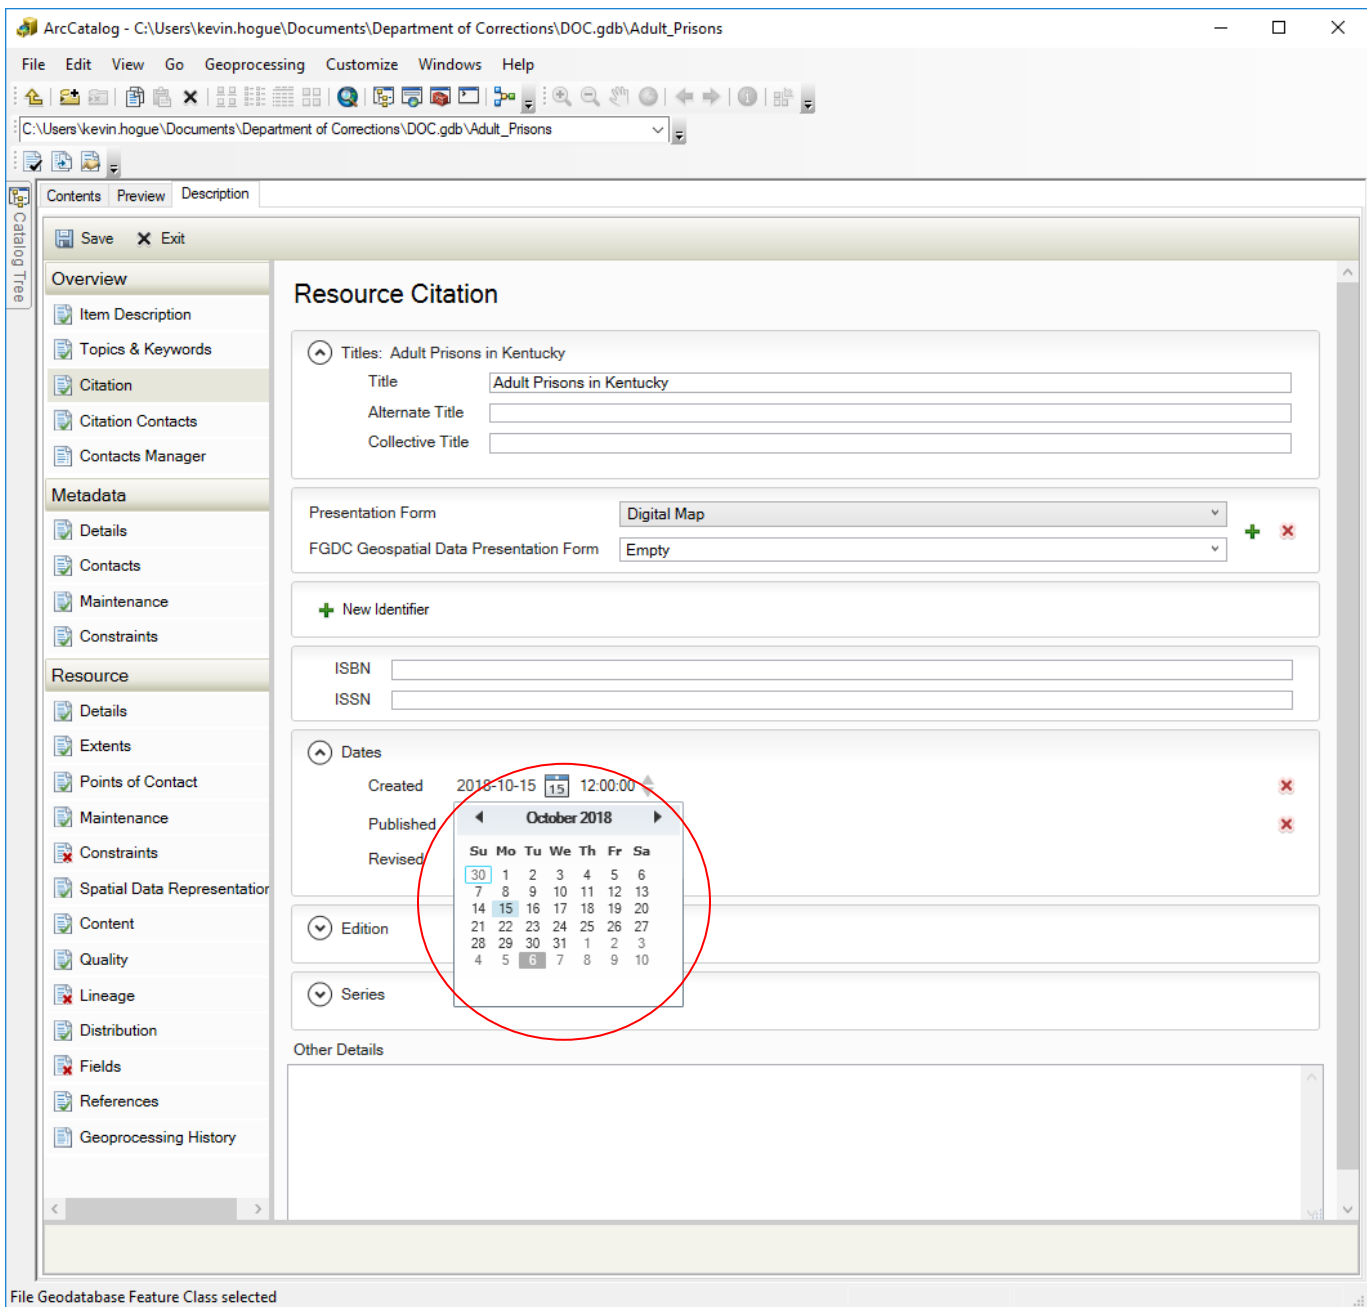 ArcCatalog - C:\Users\kevin.hogue\Documents\Department of Corrections\DOC.gdb\Adult_Prisons
File Edit View Go Geoprocessing Customize Windows Help
C:\Users\kevin.hogue\Documents\Department of Corrections\DOC.gdb\Adult_Prisons
Catalog Tree
Contents Preview Description
Save Exit
Overview
Item Description
Topics & Keywords
Citation
Citation Contacts
Contacts Manager
Metadata
Details
Contacts
Maintenance
Constraints
Resource
Details
Extents
Points of Contact
Maintenance
Constraints
Spatial Data Representation
Content
Quality
Lineage
Distribution
Fields
References
Geoprocessing History
Resource Citation
Titles: Adult Prisons in Kentucky
Title Adult Prisons in Kentucky
Alternate Title
Collective Title
Presentation Form Digital Map
FGDC Geospatial Data Presentation Form Empty
New Identifier
ISBN
ISSN
Dates
Created 2018-10-15 15 12:00:00
Published
Revised
October 2018
Su Mo Tu We Th Fr Sa
30 1 2 3 4 5 6
7 8 9 10 11 12 13
14 15 16 17 18 19 20
21 22 23 24 25 26 27
28 29 30 31 1 2 3
4 5 6 7 8 9 10
Edition
Series
Other Details
File Geodatabase Feature Class selected